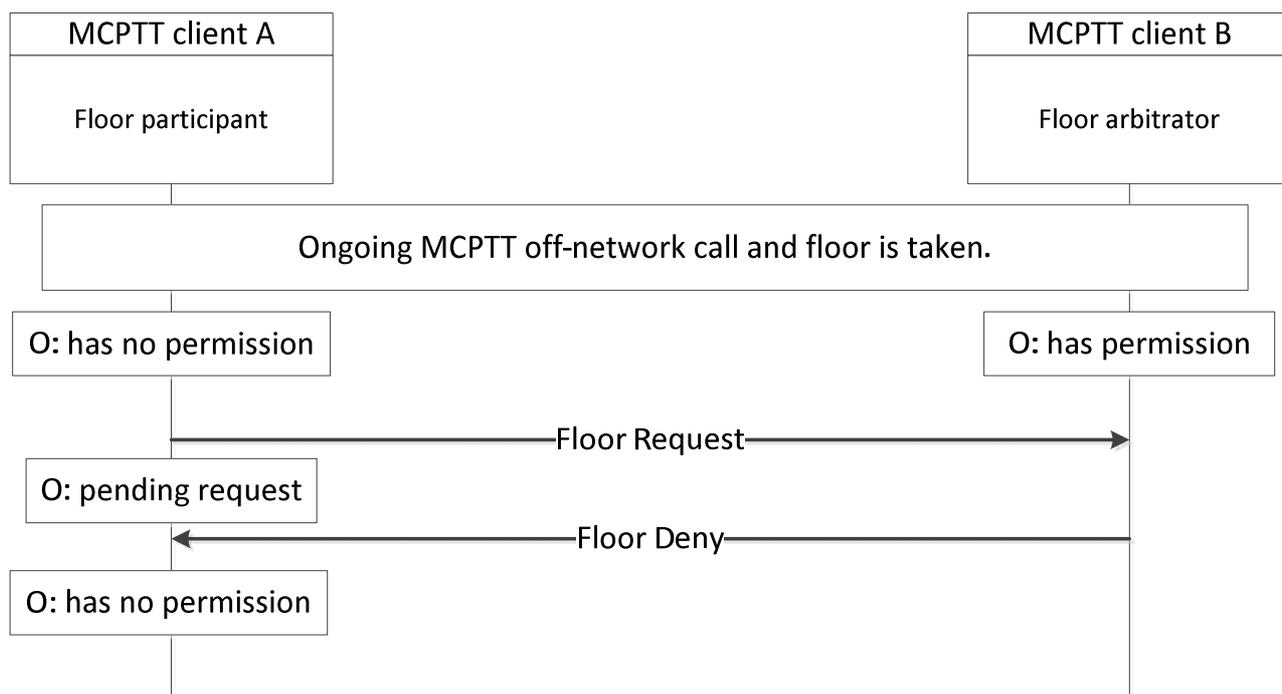 MCPTT client A
MCPTT client B
Floor participant
Floor arbitrator
Ongoing MCPTT off-network call and floor is taken.
O: has no permission
O: has permission
Floor Request
O: pending request
Floor Deny
O: has no permission